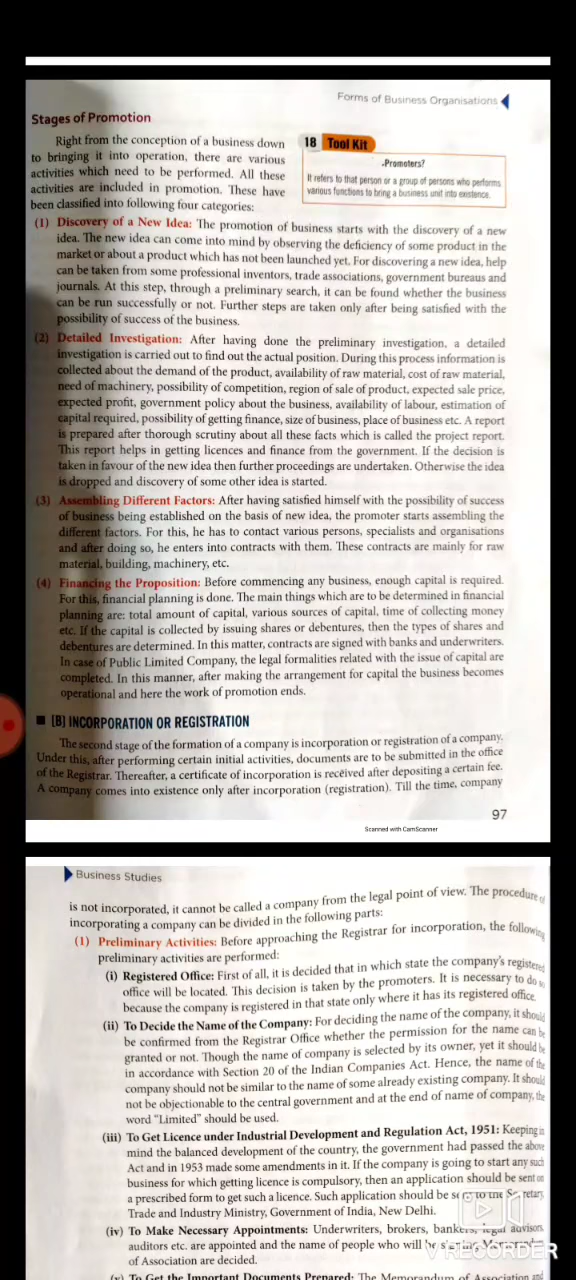 Forms of Business Organisations
Stages of Promotion
Right from the conception of a business down
to bringing it into operation, there are various
activities which need to be performed. All these
activities are included in promotion. These have
been classified into following four categories:
18 Tool Kit
-Promoters?
It refers to that person or a group of persons who performs
various functions to bring a business unit into existence.
(1) Discovery of a New Idea: The promotion of business starts with the discovery of a new
idea. The new idea can come into mind by observing the deficiency of some product in the
market or about a product which has not been launched yet. For discovering a new idea, help
can be taken from some professional inventors, trade associations, government bureaus and
journals. At this step, through a preliminary search, it can be found whether the business
can be run successfully or not. Further steps are taken only after being satisfied with the
possibility of success of the business.
(2) Detailed Investigation: After having done the preliminary investigation, a detailed
investigation is carried out to find out the actual position. During this process information is
collected about the demand of the product, availability of raw material, cost of raw material,
need of machinery, possibility of competition, region of sale of product, expected sale price,
expected profit, government policy about the business, availability of labour, estimation of
capital required, possibility of getting finance, size of business, place of business etc. A report
is prepared after thorough scrutiny about all these facts which is called the project report.
This report helps in getting licences and finance from the government. If the decision is
taken in favour of the new idea then further proceedings are undertaken. Otherwise the idea
is dropped and discovery of some other idea is started.
(3) Assembling Different Factors: After having satisfied himself with the possibility of success
of business being established on the basis of new idea, the promoter starts assembling the
different factors. For this, he has to contact various persons, specialists and organisations
and after doing so, he enters into contracts with them. These contracts are mainly for raw
material, building, machinery, etc.
(4) Financing the Proposition: Before commencing any business, enough capital is required.
For this, financial planning is done. The main things which are to be determined in financial
planning are: total amount of capital, various sources of capital, time of collecting money
etc. If the capital is collected by issuing shares or debentures, then the types of shares and
debentures are determined. In this matter, contracts are signed with banks and underwriters.
In case of Public Limited Company, the legal formalities related with the issue of capital are
completed. In this manner, after making the arrangement for capital the business becomes
operational and here the work of promotion ends.
[B] INCORPORATION OR REGISTRATION
The second stage of the formation of a company is incorporation or registration of a company.
Under this, after performing certain initial activities, documents are to be submitted in the office
of the Registrar. Thereafter, a certificate of incorporation is received after depositing a certain fee.
A company comes into existence only after incorporation (registration). Till the time, company
97
Scanned with CamScanner
Business Studies
is not incorporated, it cannot be called a company from the legal point of view. The procedure of
incorporating a company can be divided in the following parts:
(1) Preliminary Activities: Before approaching the Registrar for incorporation, the following
preliminary activities are performed:
(i) Registered Office: First of all, it is decided that in which state the company's registered
office will be located. This decision is taken by the promoters. It is necessary to do so
because the company is registered in that state only where it has its registered office.
(ii) To Decide the Name of the Company: For deciding the name of the company, it should
be confirmed from the Registrar Office whether the permission for the name can be
granted or not. Though the name of company is selected by its owner, yet it should be
in accordance with Section 20 of the Indian Companies Act. Hence, the name of the
company should not be similar to the name of some already existing company. It should
not be objectionable to the central government and at the end of name of company, the
word "Limited" should be used.
(iii) To Get Licence under Industrial Development and Regulation Act, 1951: Keeping in
mind the balanced development of the country, the government had passed the above
Act and in 1953 made some amendments in it. If the company is going to start any such
business for which getting licence is compulsory, then an application should be sent on
a prescribed form to get such a licence. Such application should be to the
Trade and Industry Ministry, Government of India, New Delhi.
(iv) To Make Necessary Appointments: Underwriters, brokers, bankers, legal advisors,
auditors etc. are appointed and the name of people who will be
of Association are decided.
(v) To Get the Important Documents Prepared: The Memorandum of Association and
V RECORDER